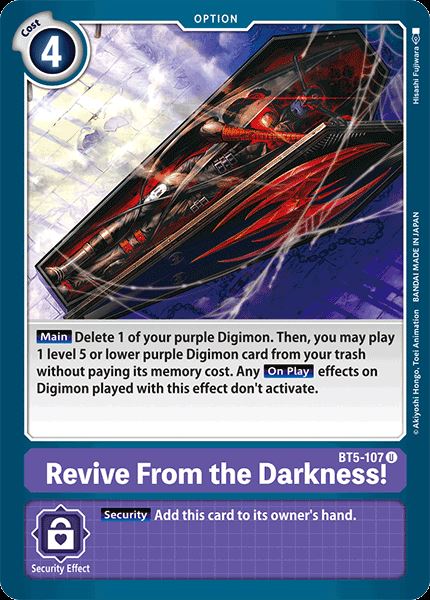 OPTION
Cost
4
Hisashi Fujiwara
©Akiyoshi Hongo, Toei Animation BANDAI MADE IN JAPAN
Main Delete 1 of your purple Digimon. Then, you may play
1 level 5 or lower purple Digimon card from your trash
without paying its memory cost. Any On Play effects on
Digimon played with this effect don't activate.
BT5-107 U
Revive From the Darkness!
Security Add this card to its owner's hand.
Security Effect